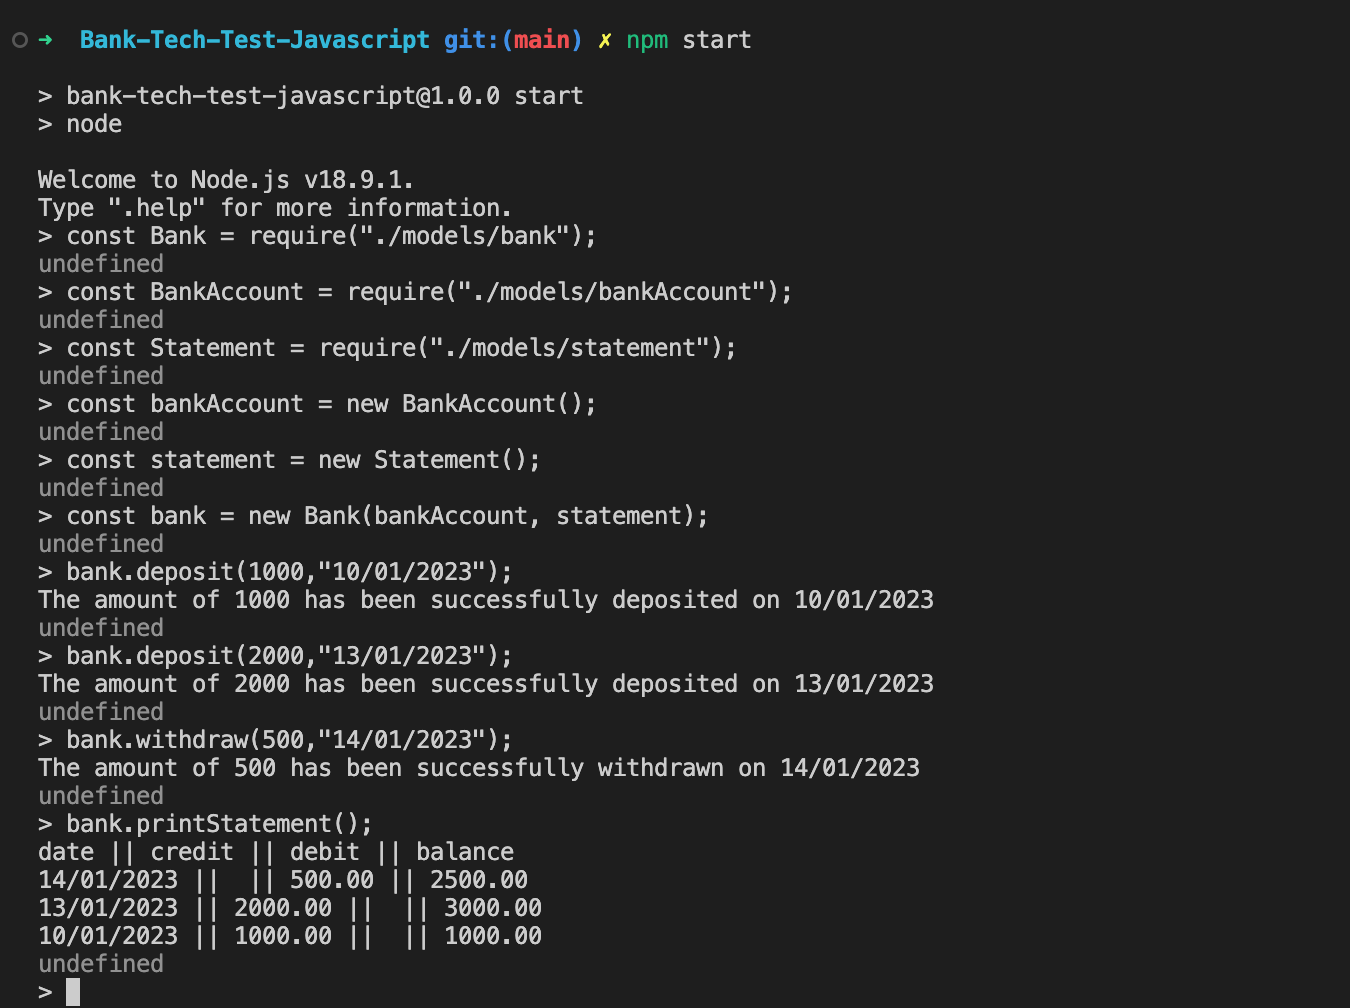 ➜  Bank-Tech-Test-Javascript git:(main) ✗ npm start
> bank-tech-test-javascript@1.0.0 start
> node
Welcome to Node.js v18.9.1.
Type ".help" for more information.
> const Bank = require("./models/bank");
undefined
> const BankAccount = require("./models/bankAccount");
undefined
> const Statement = require("./models/statement");
undefined
> const bankAccount = new BankAccount();
undefined
> const statement = new Statement();
undefined
> const bank = new Bank(bankAccount, statement);
undefined
> bank.deposit(1000,"10/01/2023");
The amount of 1000 has been successfully deposited on 10/01/2023
undefined
> bank.deposit(2000,"13/01/2023");
The amount of 2000 has been successfully deposited on 13/01/2023
undefined
> bank.withdraw(500,"14/01/2023");
The amount of 500 has been successfully withdrawn on 14/01/2023
undefined
> bank.printStatement();
date || credit || debit || balance
14/01/2023 ||  || 500.00 || 2500.00
13/01/2023 || 2000.00 ||  || 3000.00
10/01/2023 || 1000.00 ||  || 1000.00
undefined
>